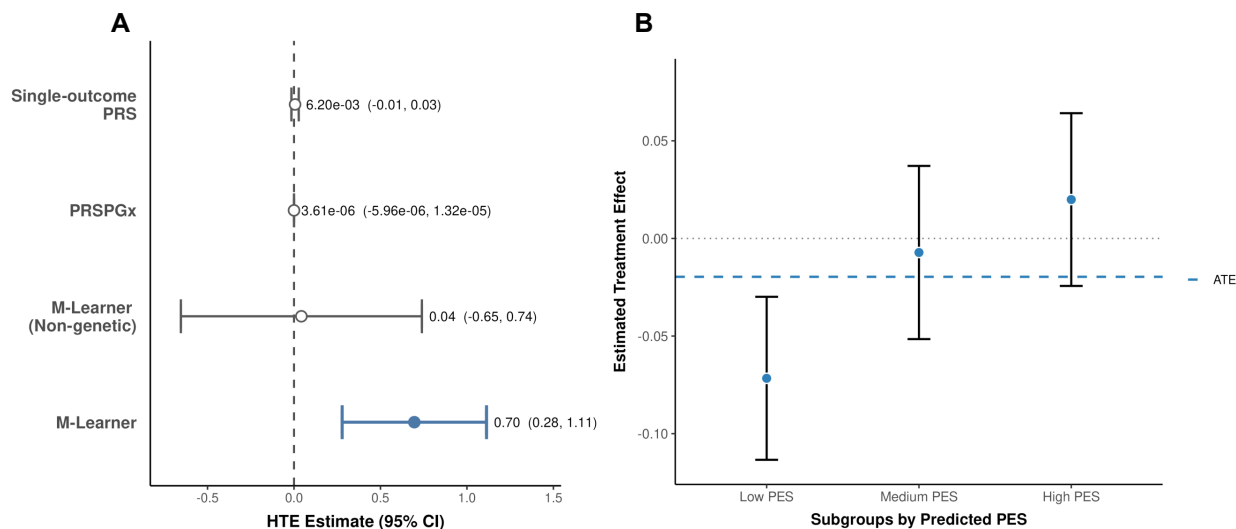 A
Single-outcome
PRS
6.20e-03 (-0.01, 0.03)
PRSPGx
3.61e-06 (-5.96e-06, 1.32e-05)
M-Learner
(Non-genetic)
0.04 (-0.65, 0.74)
M-Learner
0.70 (0.28, 1.11)
-0.5 0.0 0.5 1.0 1.5
HTE Estimate (95% CI)
B
Estimated Treatment Effect
0.05
0.00
-0.05
-0.10
ATE
Low PES Medium PES High PES
Subgroups by Predicted PES